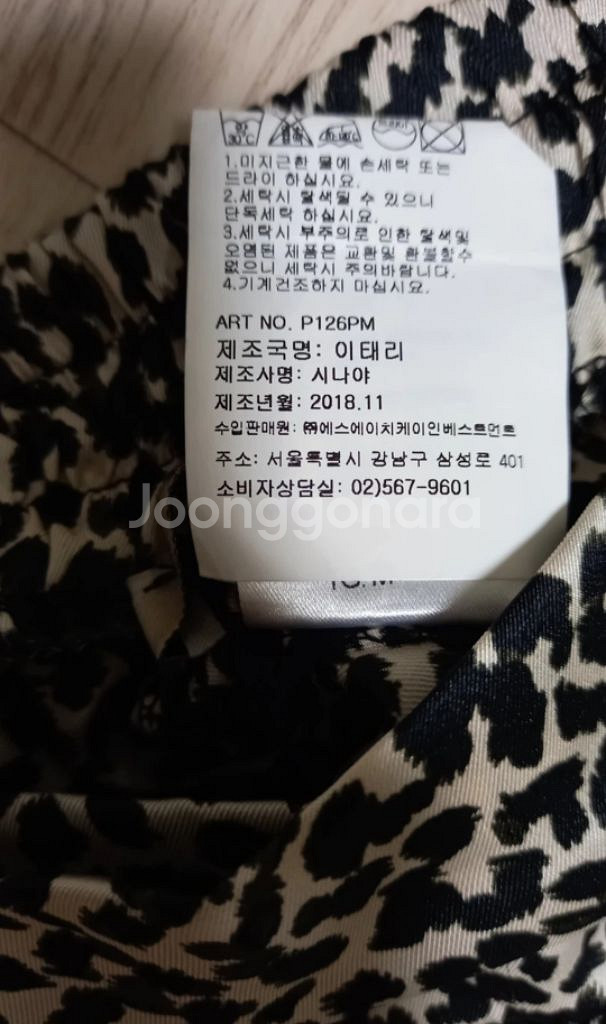 30°C
1.미지근한 물에 손세탁 또는
드라이 하십시요.
2.세탁시 탈색될 수 있으니
단독세탁 하십시요.
3.세탁시 부주의로 인한 탈색및
오염된 제품은 교환및 환불할수
없으니 세탁시 주의바랍니다.
4.기계건조하지 마십시요.
ART NO. P126PM
제조국명: 이태리
제조사명: 시나야
제조년월: 2018.11
수입판매원: ㈜에스에이치케이인베스트먼트
주소: 서울특별시 강남구 삼성로 401
소비자상담실: 02)567-9601
Joonggonara